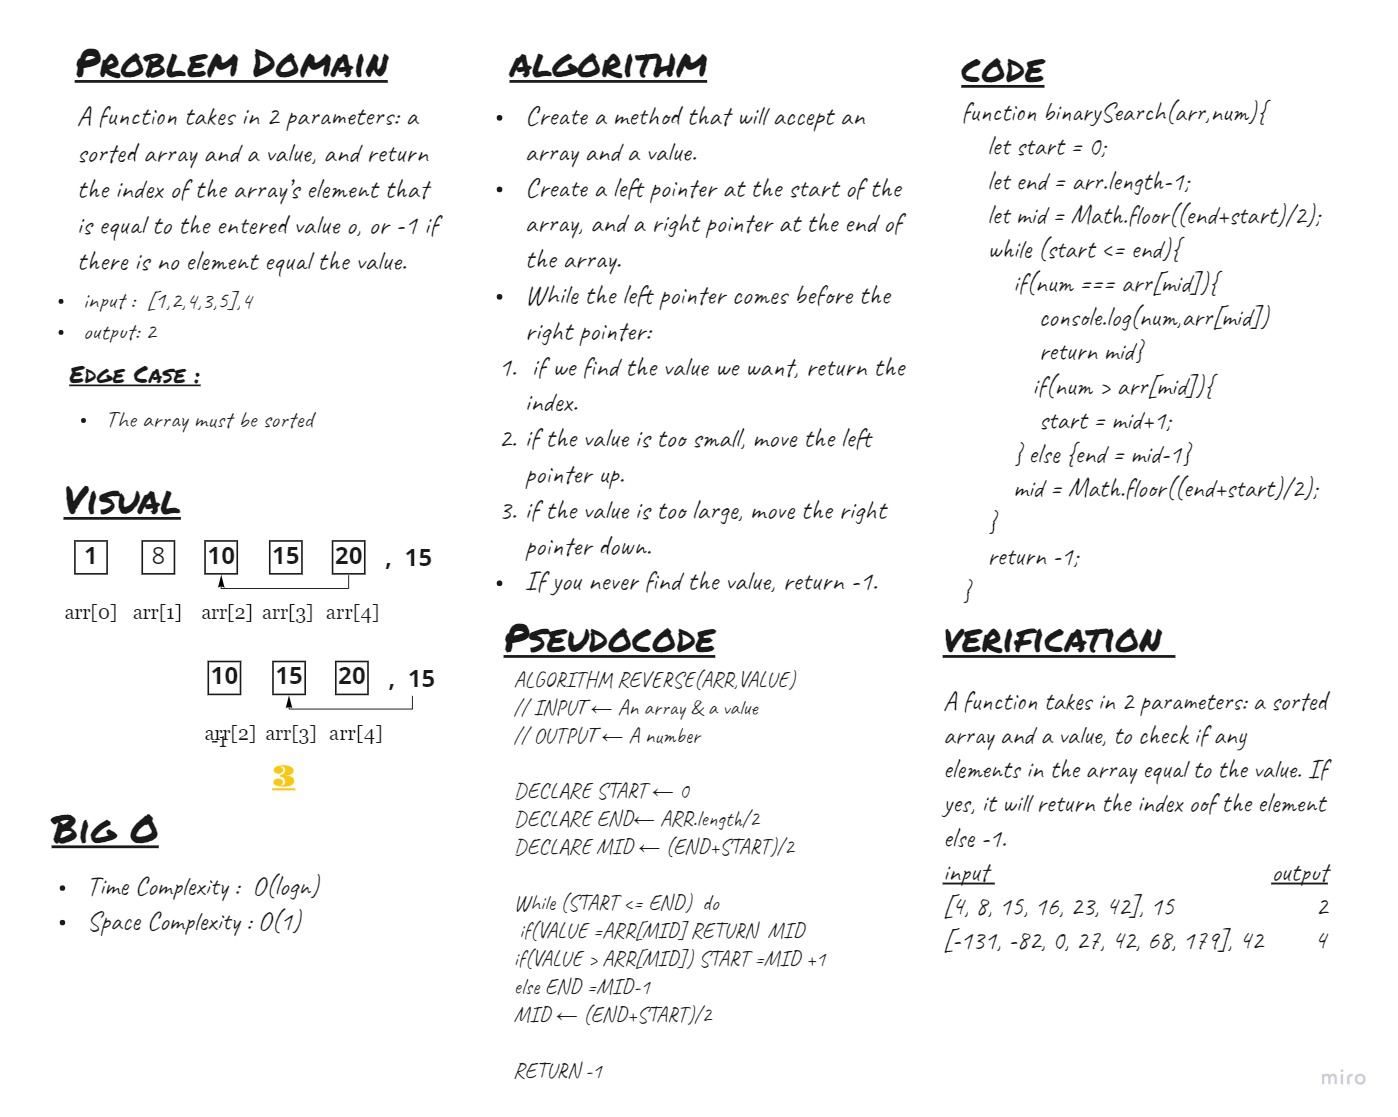 PROBLEM DOMAIN
A function takes in 2 parameters: a
sorted array and a value, and return
the index of the array's element that
is equal to the entered value o, or -1 if
there is no element equal the value.
• input : [1,2,4,3,5],4
• output: 2
EDGE CASE :
• The array must be sorted
VISUAL
1 8 10 15 20 , 15
arr[0] arr[1] arr[2] arr[3] arr[4]
10 15 20 , 15
arr[2] arr[3] arr[4]
3
BIG O
• Time Complexity : O(logn)
• Space Complexity : O(1)
ALGORITHM
• Create a method that will accept an
array and a value.
• Create a left pointer at the start of the
array, and a right pointer at the end of
the array.
• While the left pointer comes before the
right pointer:
1. if we find the value we want, return the
index.
2. if the value is too small, move the left
pointer up.
3. if the value is too large, move the right
pointer down.
• If you never find the value, return -1.
PSEUDOCODE
ALGORITHM REVERSE(ARR,VALUE)
// INPUT ← An array & a value
// OUTPUT ← A number
DECLARE START ← 0
DECLARE END← ARR.length/2
DECLARE MID ← (END+START)/2
While (START <= END) do
if(VALUE =ARR[MID] RETURN MID
if(VALUE > ARR[MID]) START =MID +1
else END =MID-1
MID ← (END+START)/2
RETURN -1
CODE
function binarySearch(arr,num){
let start = 0;
let end = arr.length-1;
let mid = Math.floor((end+start)/2);
while (start <= end){
if(num === arr[mid]){
console.log(num,arr[mid])
return mid}
if(num > arr[mid]){
start = mid+1;
} else {end = mid-1}
mid = Math.floor((end+start)/2);
}
return -1;
}
VERIFICATION
A function takes in 2 parameters: a sorted
array and a value, to check if any
elements in the array equal to the value. If
yes, it will return the index oof the element
else -1.
input output
[4, 8, 15, 16, 23, 42], 15 2
[-131, -82, 0, 27, 42, 68, 179], 42 4
miro